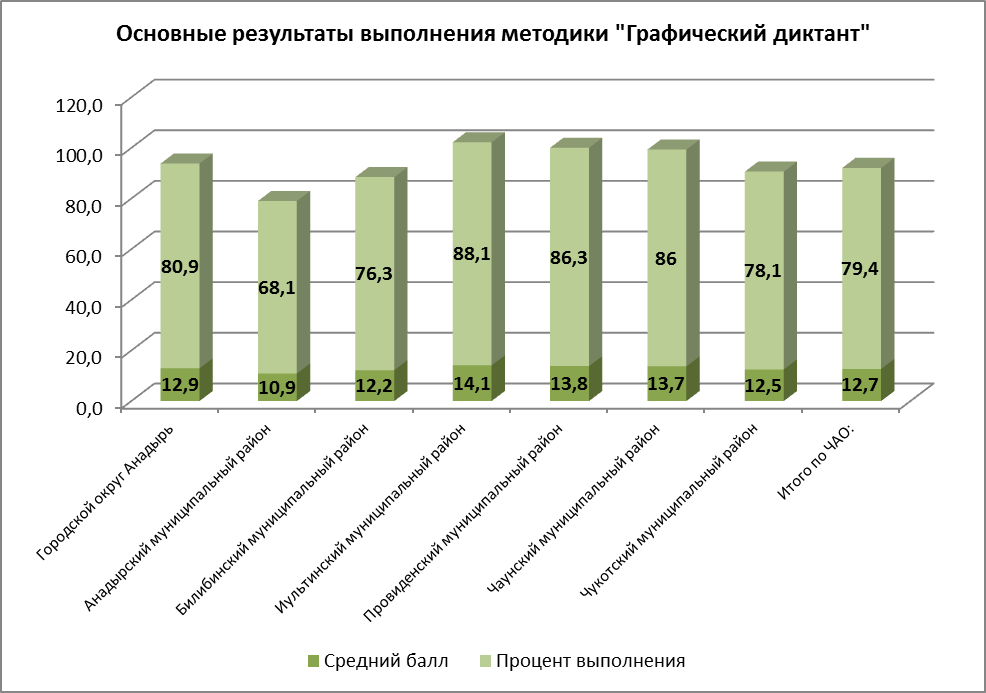 Основные результаты выполнения методики "Графический диктант"
120,0
100,0
80,0
60,0
40,0
20,0
0,0
80,9
68,1
76,3
88,1
86,3
86
78,1
79,4
12,9
10,9
12,2
14,1
13,8
13,7
12,5
12,7
Городской округ Анадырь
Анадырский муниципальный район
Билибинский муниципальный район
Иультинский муниципальный район
Провиденский муниципальный район
Чаунский муниципальный район
Чукотский муниципальный район
Итого по ЧАО:
Средний балл
Процент выполнения